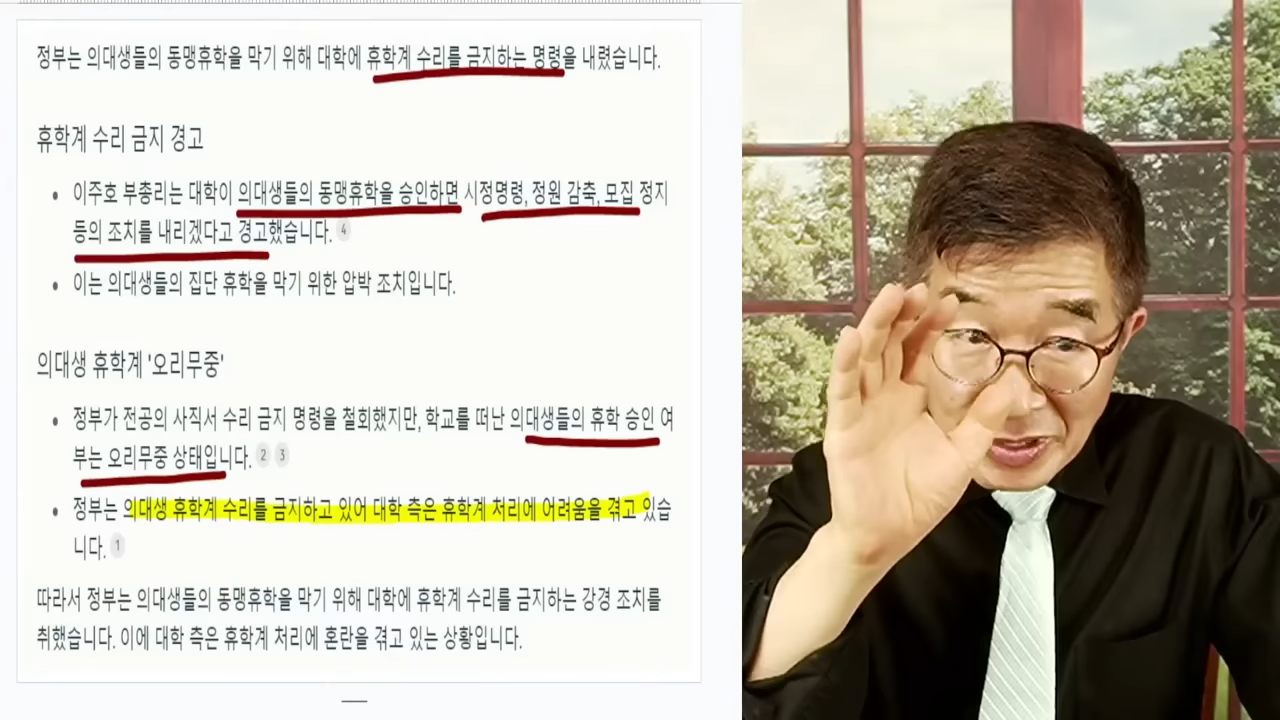 정부는 의대생들의 동맹휴학을 막기 위해 대학에 휴학계 수리를 금지하는 명령을 내렸습니다.
휴학계 수리 금지 경고
• 이주호 부총리는 대학이 의대생들의 동맹휴학을 승인하면 시정명령, 정원 감축, 모집 정지
등의 조치를 내리겠다고 경고했습니다. 4
• 이는 의대생들의 집단 휴학을 막기 위한 압박 조치입니다.
의대생 휴학계 '오리무중'
• 정부가 전공의 사직서 수리 금지 명령을 철회했지만, 학교를 떠난 의대생들의 휴학 승인 여
부는 오리무중 상태입니다. 2 3
• 정부는 의대생 휴학계 수리를 금지하고 있어 대학 측은 휴학계 처리에 어려움을 겪고 있습
니다. 1
따라서 정부는 의대생들의 동맹휴학을 막기 위해 대학에 휴학계 수리를 금지하는 강경 조치를
취했습니다. 이에 대학 측은 휴학계 처리에 혼란을 겪고 있는 상황입니다.